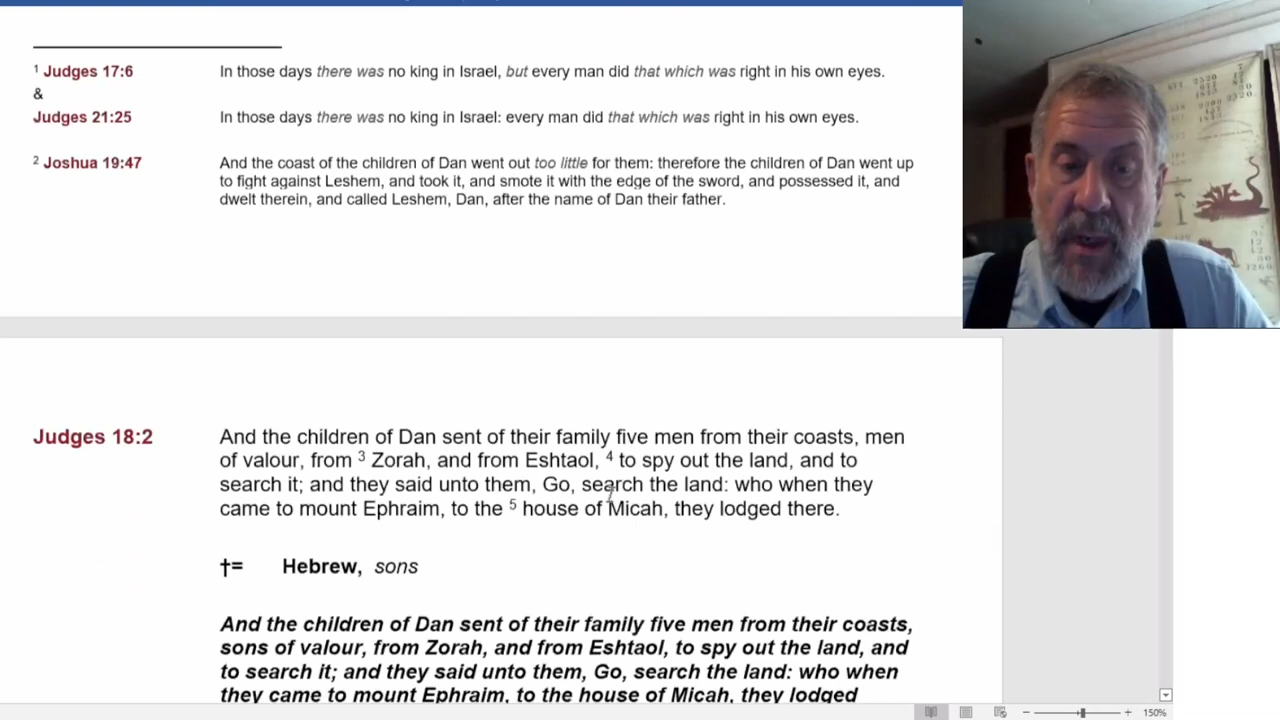 1 Judges 17:6 In those days there was no king in Israel, but every man did that which was right in his own eyes.
&
Judges 21:25 In those days there was no king in Israel: every man did that which was right in his own eyes.
2 Joshua 19:47 And the coast of the children of Dan went out too little for them: therefore the children of Dan went up
to fight against Leshem, and took it, and smote it with the edge of the sword, and possessed it, and
dwelt therein, and called Leshem, Dan, after the name of Dan their father.
Judges 18:2 And the children of Dan sent of their family five men from their coasts, men
of valour, from 3 Zorah, and from Eshtaol, 4 to spy out the land, and to
search it; and they said unto them, Go, search the land: who when they
came to mount Ephraim, to the 5 house of Micah, they lodged there.
†= Hebrew, sons
And the children of Dan sent of their family five men from their coasts,
sons of valour, from Zorah, and from Eshtaol, to spy out the land, and
to search it; and they said unto them, Go, search the land: who when
they came to mount Ephraim, to the house of Micah, they lodged
150%